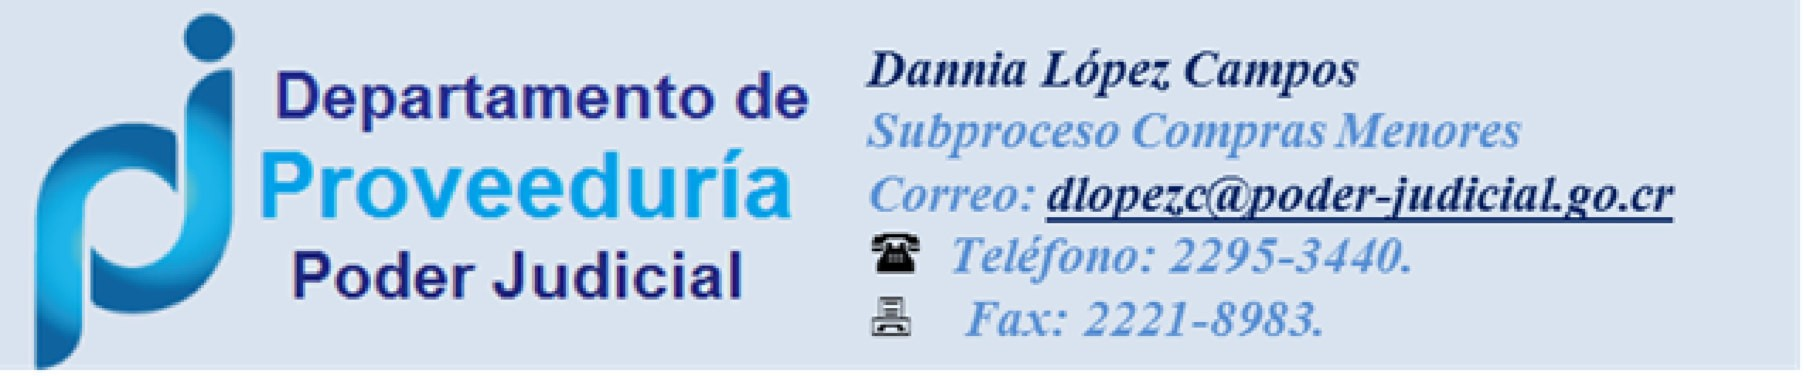 Departamento de
Proveeduría
Poder Judicial
Dannia López Campos
Subproceso Compras Menores
Correo: dlopezc@poder-judicial.go.cr
Teléfono: 2295-3440.
Fax: 2221-8983.